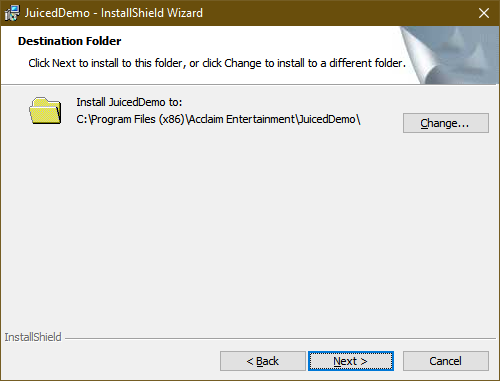 JuicedDemo - InstallShield Wizard
Destination Folder
Click Next to install to this folder, or click Change to install to a different folder.
Install JuicedDemo to:
C:\Program Files (x86)\Acclaim Entertainment\JuicedDemo\
Change...
InstallShield
< Back
Next >
Cancel